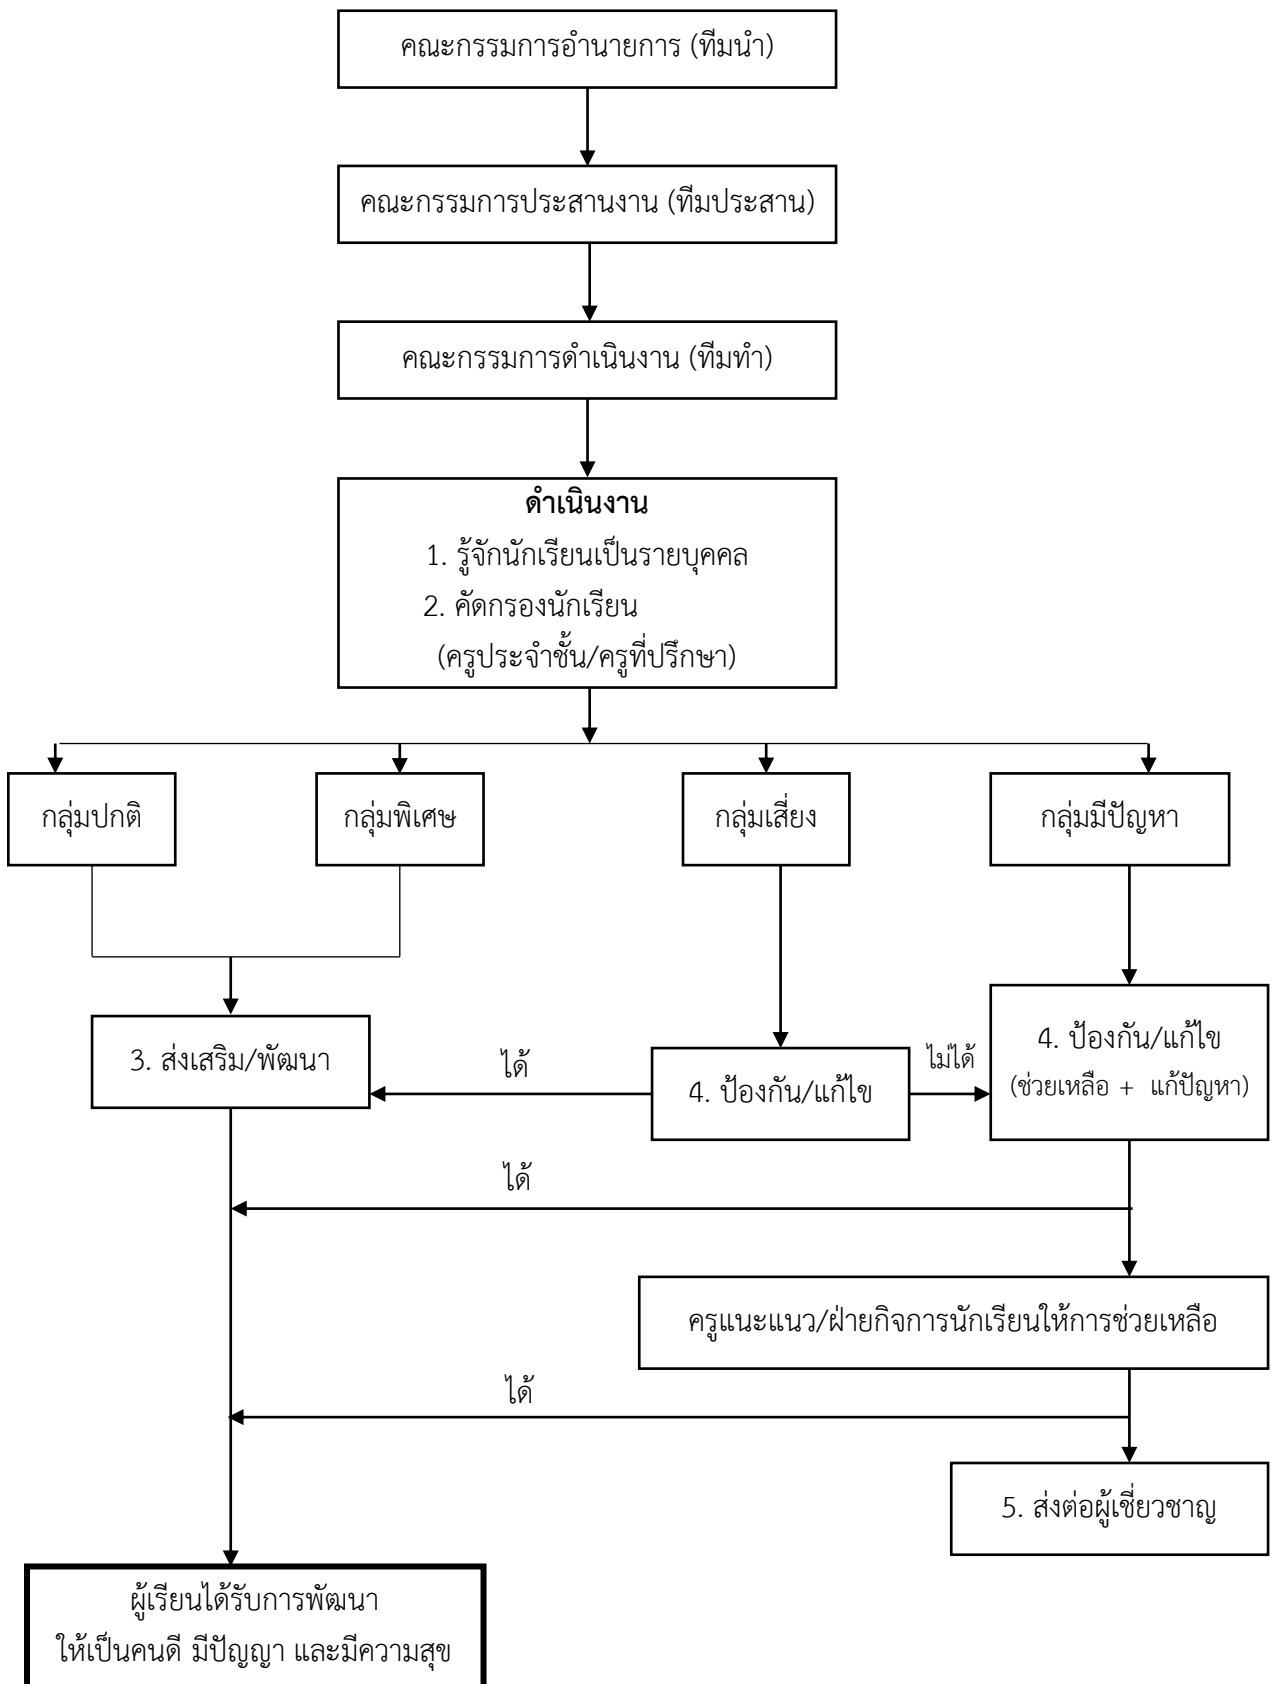 คณะกรรมการอำนายการ (ทีมนำ)
คณะกรรมการประสานงาน (ทีมประสาน)
คณะกรรมการดำเนินงาน (ทีมทำ)
ดำเนินงาน
1. รู้จักนักเรียนเป็นรายบุคคล
2. คัดกรองนักเรียน
(ครูประจำชั้น/ครูที่ปรึกษา)
กลุ่มปกติ
กลุ่มพิเศษ
กลุ่มเสี่ยง
กลุ่มมีปัญหา
3. ส่งเสริม/พัฒนา
ได้
4. ป้องกัน/แก้ไข
ไม่ได้
4. ป้องกัน/แก้ไข
(ช่วยเหลือ + แก้ปัญหา)
ได้
ครูแนะแนว/ฝ่ายกิจการนักเรียนให้การช่วยเหลือ
ได้
5. ส่งต่อผู้เชี่ยวชาญ
ผู้เรียนได้รับการพัฒนา
ให้เป็นคนดี มีปัญญา และมีความสุข